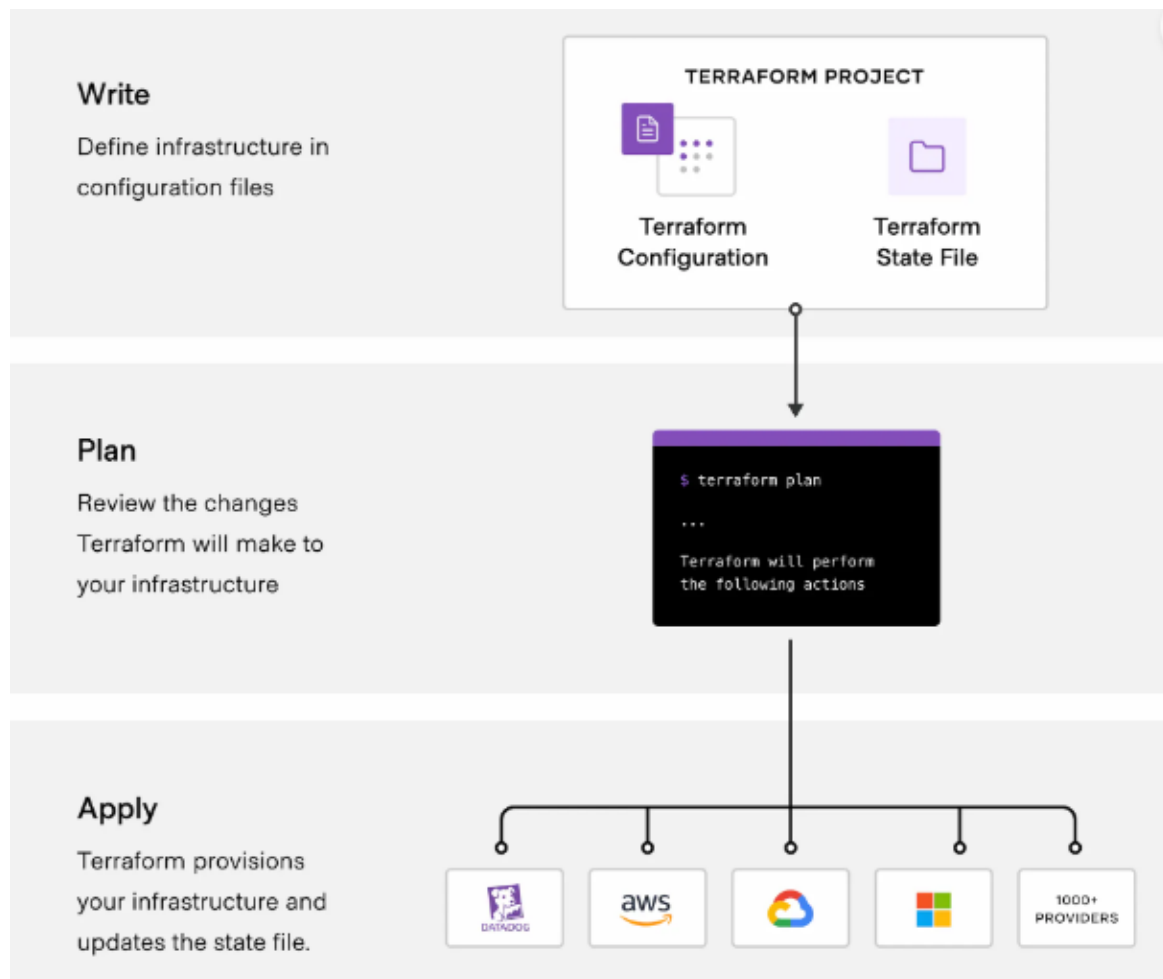 Write
Define infrastructure in
configuration files
TERRAFORM PROJECT
Terraform
Configuration
Terraform
State File
Plan
Review the changes
Terraform will make to
your infrastructure
$ terraform plan
...
Terraform will perform
the following actions
Apply
Terraform provisions
your infrastructure and
updates the state file.
DATADOG
aws
1000+
PROVIDERS